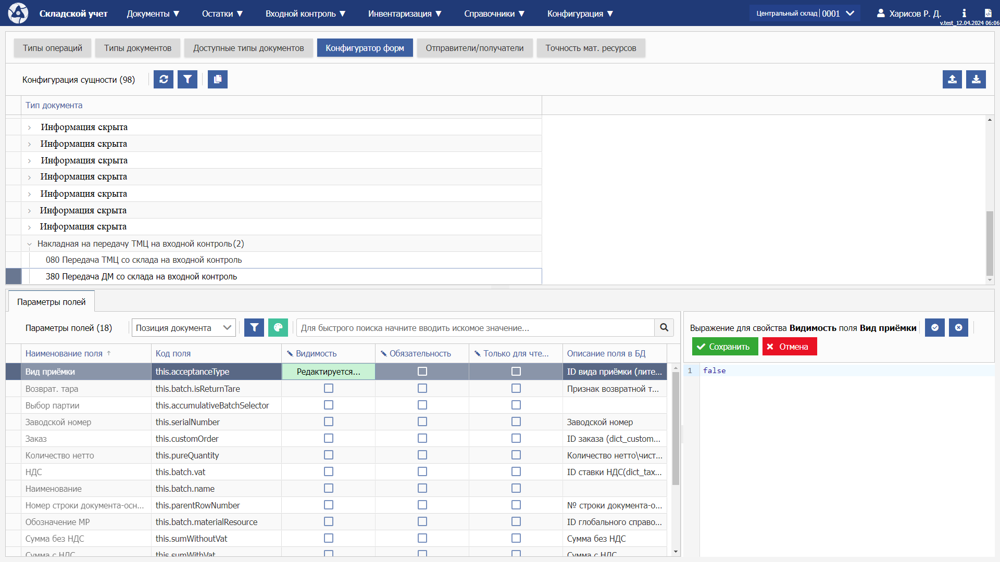 Складской учет Документы ▼ Остатки ▼ Входной контроль ▼ Инвентаризация ▼ Справочники ▼ Конфигурация ▼ Центральный склад | 0001 Харисов Р. Д.
v.test_12.04.2024 06:06
Типы операций Типы документов Доступные типы документов Конфигуратор форм Отправители/получатели Точность мат. ресурсов
Конфигурация сущности (98)
Тип документа
Информация скрыта
Информация скрыта
Информация скрыта
Информация скрыта
Информация скрыта
Информация скрыта
Информация скрыта
Накладная на передачу ТМЦ на входной контроль (2)
080 Передача ТМЦ со склада на входной контроль
380 Передача ДМ со склада на входной контроль
Параметры полей
Параметры полей (18) Позиция документа Для быстрого поиска начните вводить искомое значение...
Выражение для свойства Видимость поля Вид приёмки
Сохранить Отмена
Наименование поля ↑ Код поля Видимость Обязательность Только для чте... Описание поля в БД
Вид приёмки this.acceptanceType Редактируется... ID вида приёмки (лите...
1 false
Возврат. тара this.batch.isReturnTare Признак возвратной т...
Выбор партии this.accumulativeBatchSelector
Заводской номер this.serialNumber Заводской номер
Заказ this.customOrder ID заказа (dict_custom...
Количество нетто this.pureQuantity Количество нетто\чист...
НДС this.batch.vat ID ставки НДС(dict_tax...
Наименование this.batch.name
Номер строки документа-осн... this.parentRowNumber № строки документа-о...
Обозначение МР this.batch.materialResource ID глобального справо...
Сумма без НДС this.sumWithoutVat Сумма без НДС
Сумма с НДС this.sumWithVat Сумма с НДС